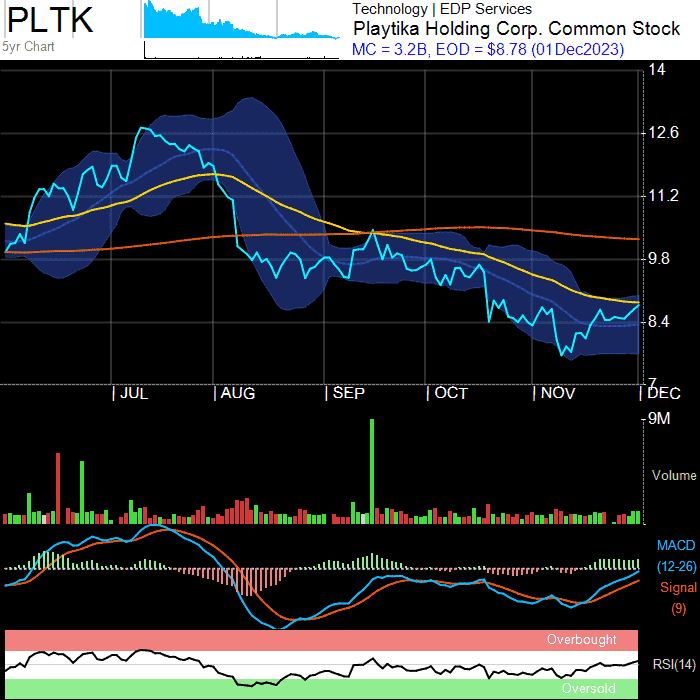 PLTK
5yr Chart
Technology | EDP Services
Playtika Holding Corp. Common Stock
MC = 3.2B, EOD = $8.78 (01Dec2023)
14
12.6
11.2
9.8
8.4
7
JUL AUG SEP OCT NOV DEC
9M
Volume
MACD
(12-26)
Signal
(9)
Overbought
RSI(14)
Oversold